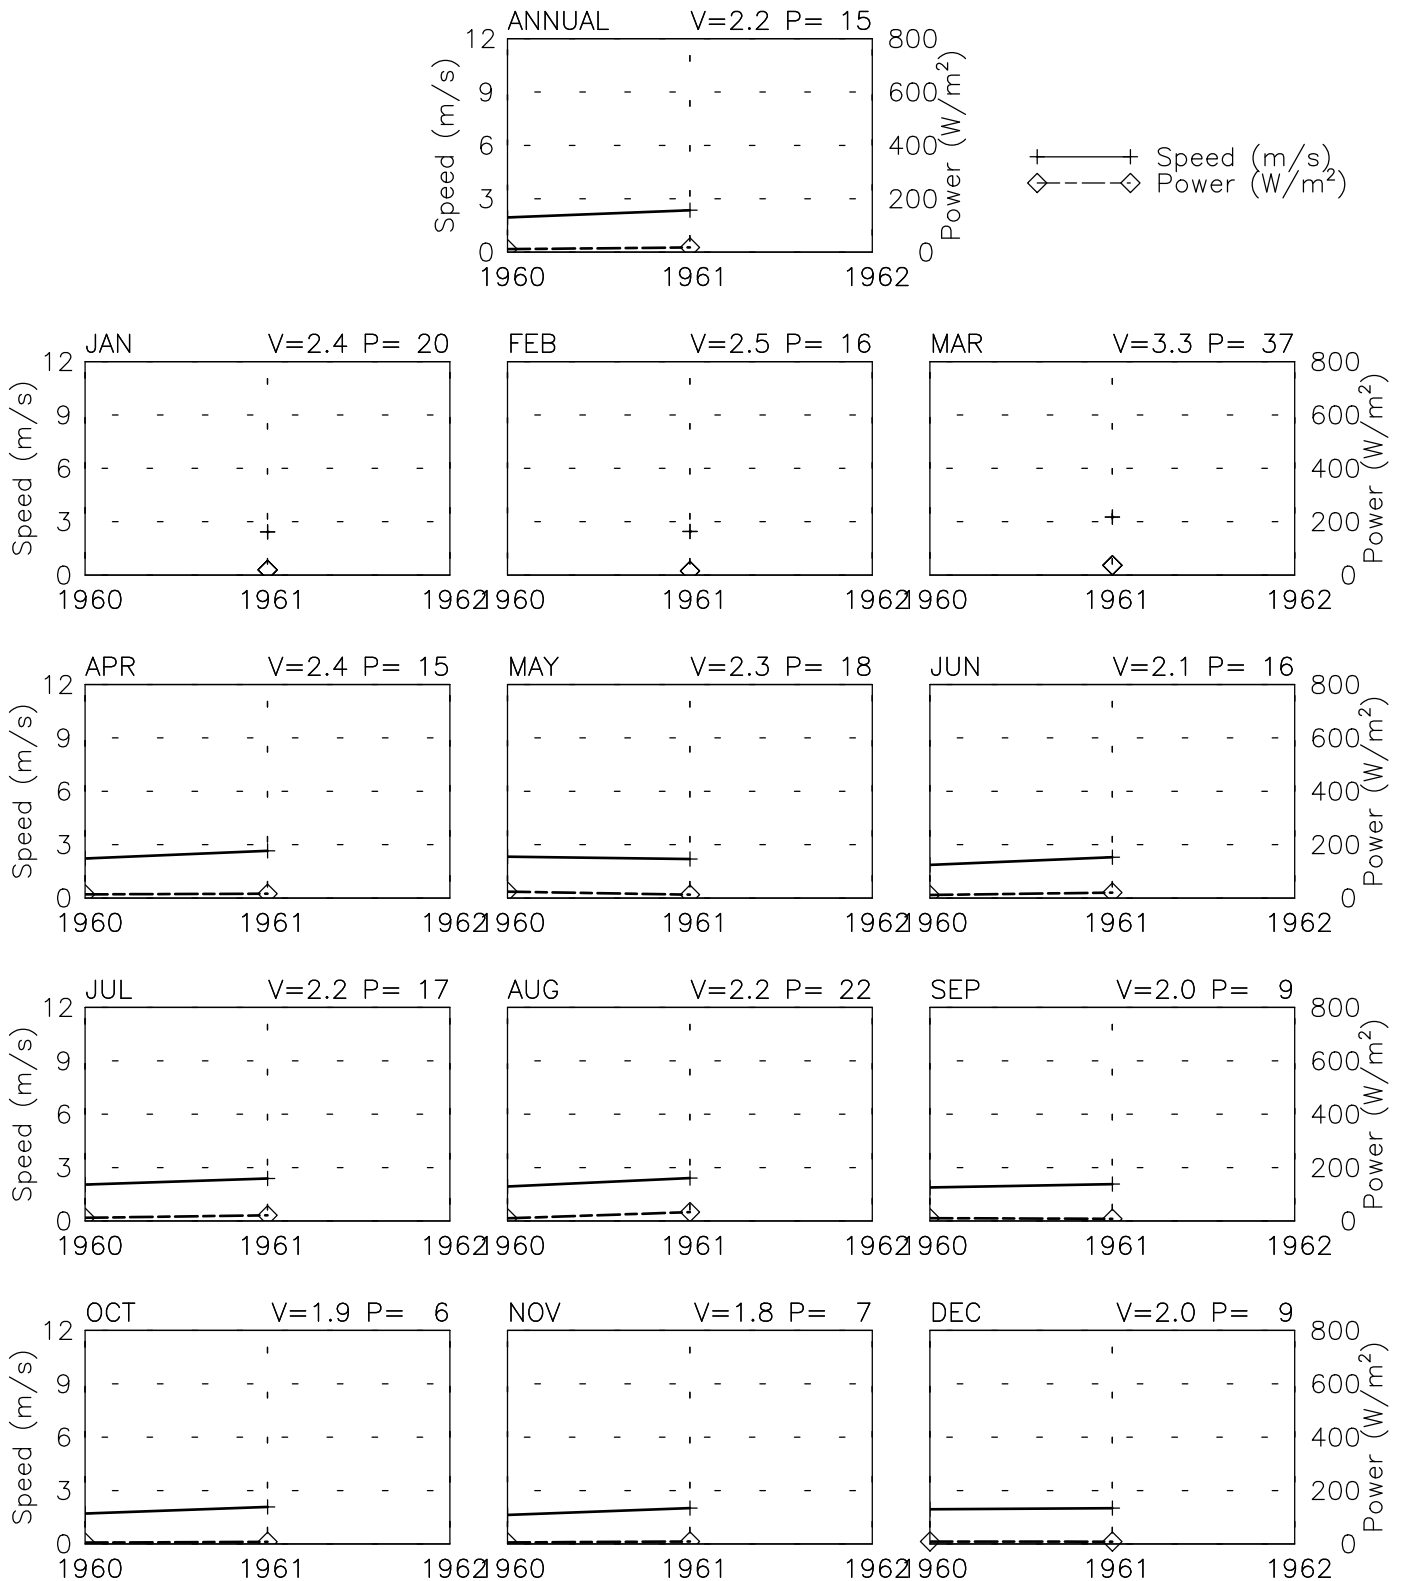 ANNUAL V=2.2 P= 15
12 800
9 600
6 400
3 200
0 0
Speed (m/s)
Power (W/m²)
1960 1961 1962
Speed (m/s)
Power (W/m²)
JAN V=2.4 P= 20 FEB V=2.5 P= 16 MAR V=3.3 P= 37
12 800
9 600
6 400
3 200
0 0
Speed (m/s)
Power (W/m²)
1960 1961 1962 1960 1961 1962 1960 1961 1962
APR V=2.4 P= 15 MAY V=2.3 P= 18 JUN V=2.1 P= 16
12 800
9 600
6 400
3 200
0 0
Speed (m/s)
Power (W/m²)
1960 1961 1962 1960 1961 1962 1960 1961 1962
JUL V=2.2 P= 17 AUG V=2.2 P= 22 SEP V=2.0 P= 9
12 800
9 600
6 400
3 200
0 0
Speed (m/s)
Power (W/m²)
1960 1961 1962 1960 1961 1962 1960 1961 1962
OCT V=1.9 P= 6 NOV V=1.8 P= 7 DEC V=2.0 P= 9
12 800
9 600
6 400
3 200
0 0
Speed (m/s)
Power (W/m²)
1960 1961 1962 1960 1961 1962 1960 1961 1962